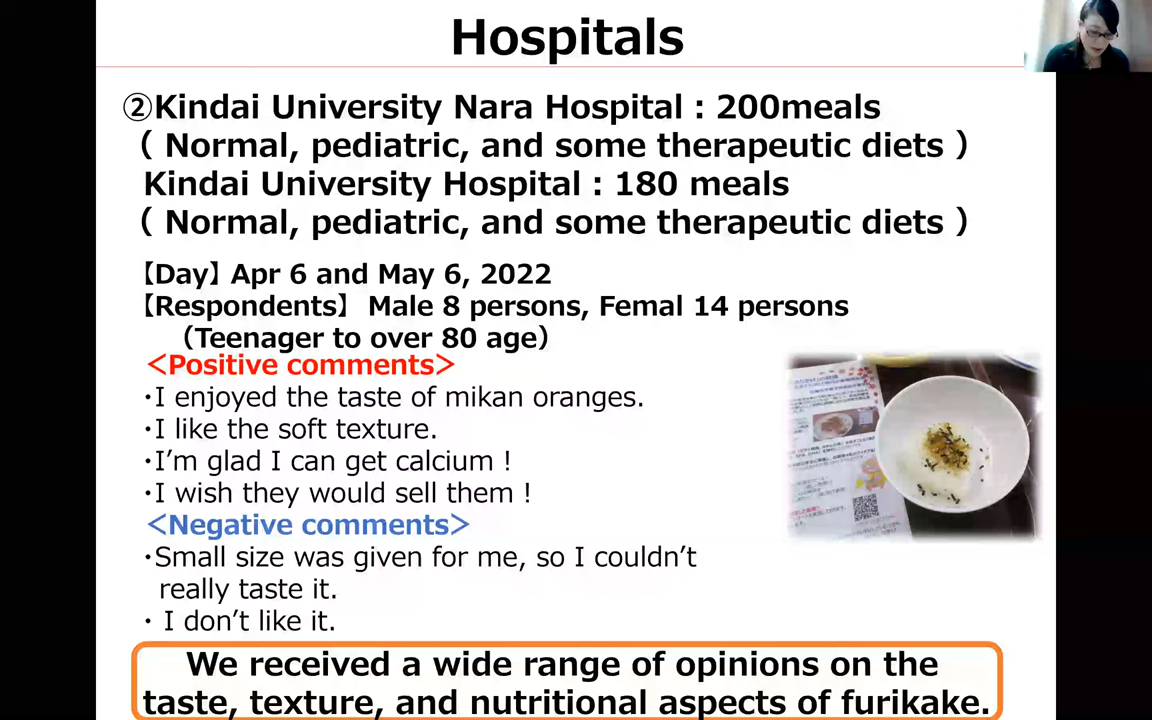 Hospitals
②Kindai University Nara Hospital : 200meals
( Normal, pediatric, and some therapeutic diets )
Kindai University Hospital : 180 meals
( Normal, pediatric, and some therapeutic diets )
【Day】 Apr 6 and May 6, 2022
【Respondents】 Male 8 persons, Femal 14 persons
(Teenager to over 80 age)
<Positive comments>
・I enjoyed the taste of mikan oranges.
・I like the soft texture.
・I'm glad I can get calcium !
・I wish they would sell them !
<Negative comments>
・Small size was given for me, so I couldn't
really taste it.
・ I don't like it.
We received a wide range of opinions on the
taste, texture, and nutritional aspects of furikake.